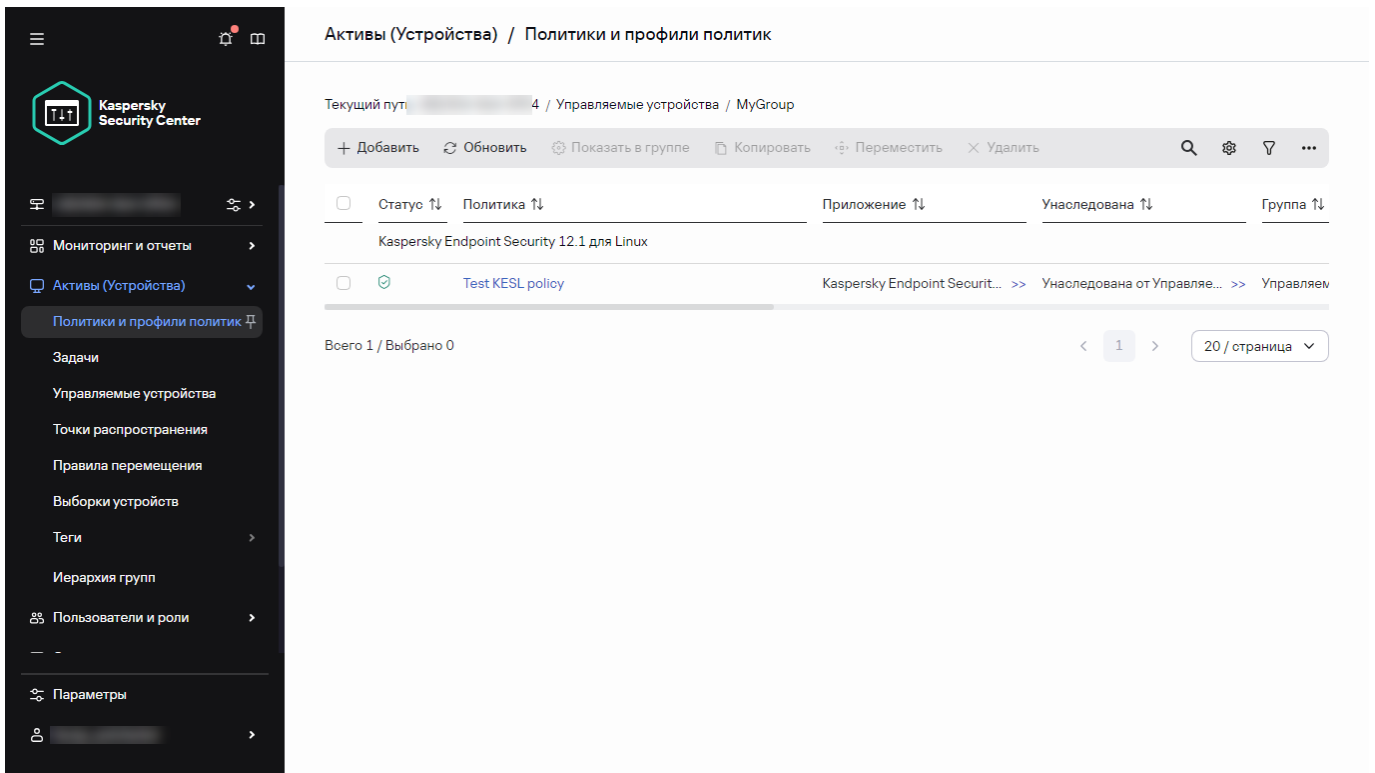 Kaspersky
Security Center
Мониторинг и отчеты
Активы (Устройства)
Политики и профили политик
Задачи
Управляемые устройства
Точки распространения
Правила перемещения
Выборки устройств
Теги
Иерархия групп
Пользователи и роли
Параметры
Активы (Устройства) / Политики и профили политик
Текущий путь 4 / Управляемые устройства / MyGroup
+ Добавить Обновить Показать в группе Копировать Переместить Удалить
Статус Политика Приложение Унаследована Группа
Kaspersky Endpoint Security 12.1 для Linux
Test KESL policy Kaspersky Endpoint Securit... >> Унаследована от Управляе... >> Управляем
Всего 1 / Выбрано 0 < 1 > 20 / страница